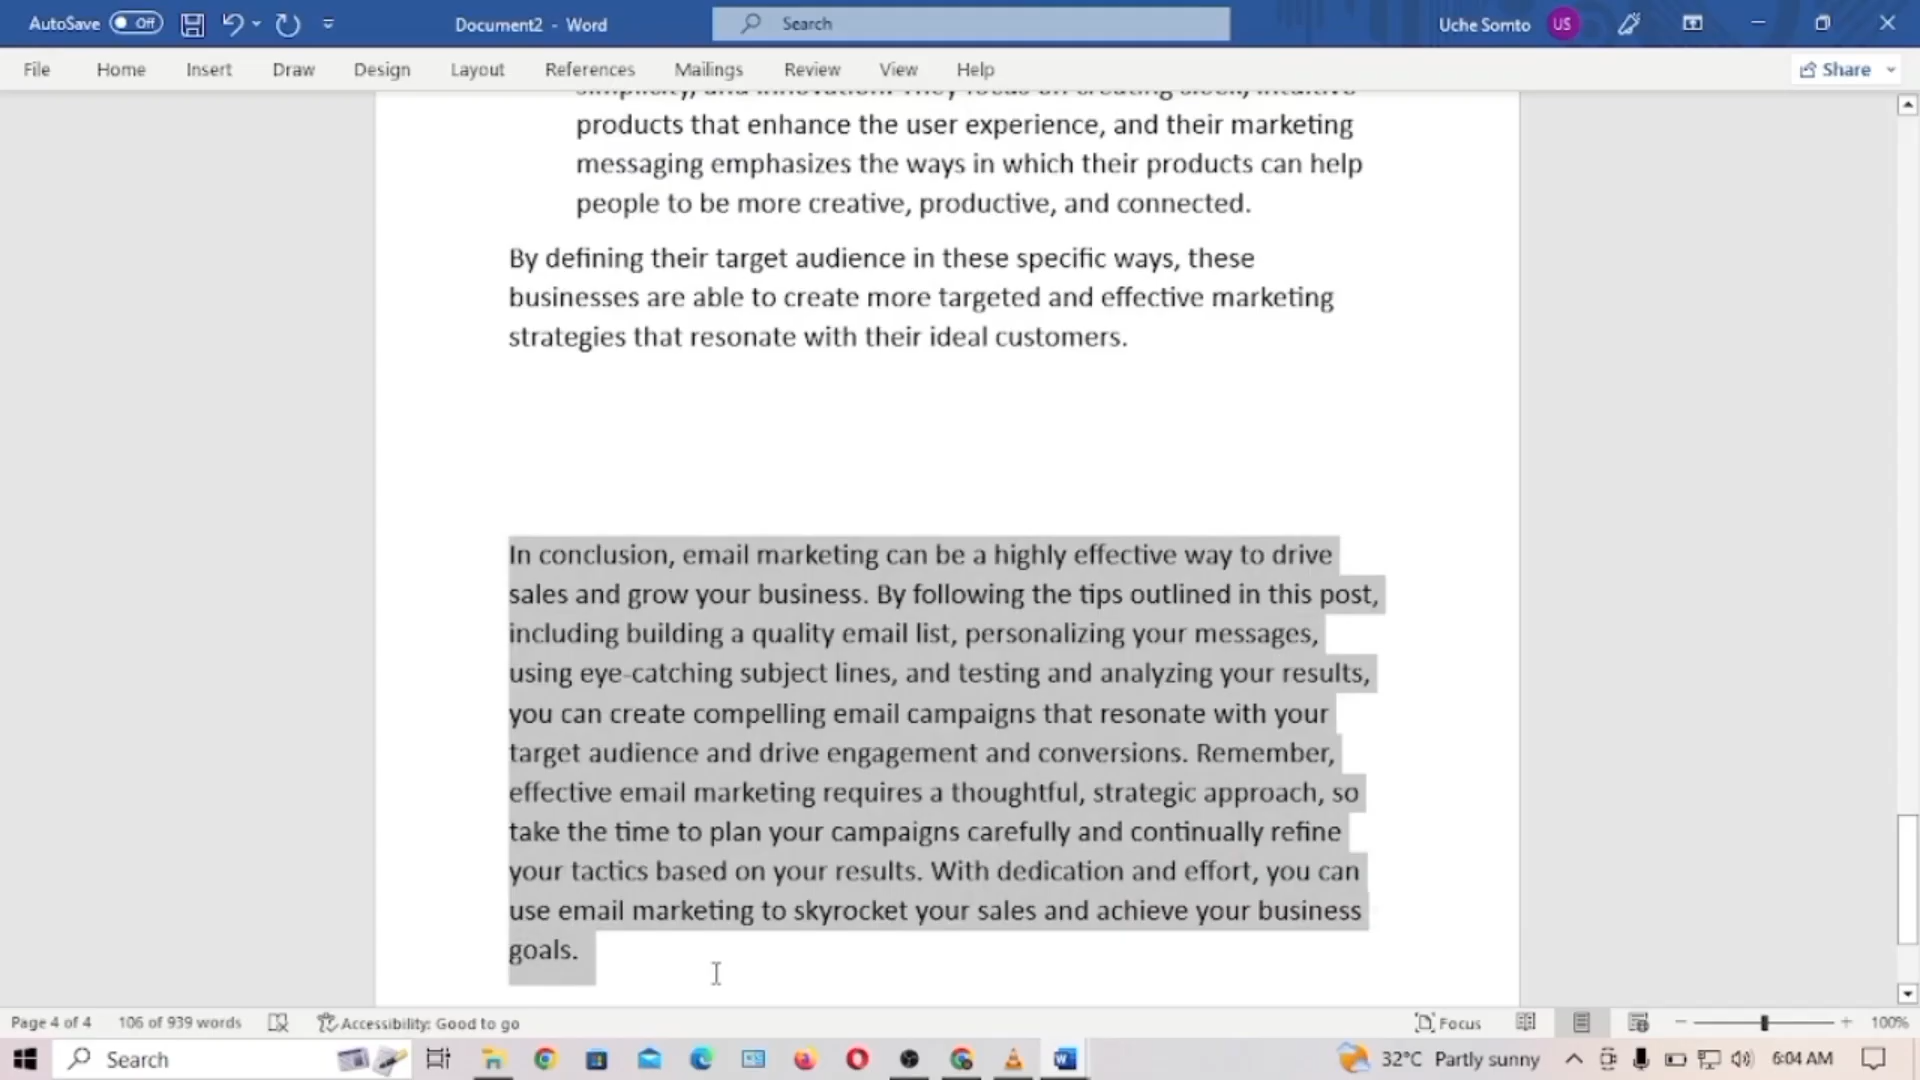 AutoSave Off Document2 - Word Search Uche Somto US
File Home Insert Draw Design Layout References Mailings Review View Help Share
simplicity, and innovation. They focus on creating sleek, intuitive
products that enhance the user experience, and their marketing
messaging emphasizes the ways in which their products can help
people to be more creative, productive, and connected.
By defining their target audience in these specific ways, these
businesses are able to create more targeted and effective marketing
strategies that resonate with their ideal customers.
In conclusion, email marketing can be a highly effective way to drive
sales and grow your business. By following the tips outlined in this post,
including building a quality email list, personalizing your messages,
using eye-catching subject lines, and testing and analyzing your results,
you can create compelling email campaigns that resonate with your
target audience and drive engagement and conversions. Remember,
effective email marketing requires a thoughtful, strategic approach, so
take the time to plan your campaigns carefully and continually refine
your tactics based on your results. With dedication and effort, you can
use email marketing to skyrocket your sales and achieve your business
goals.
Page 4 of 4 106 of 939 words Accessibility: Good to go Focus 100%
Search 32°C Partly sunny 6:04 AM